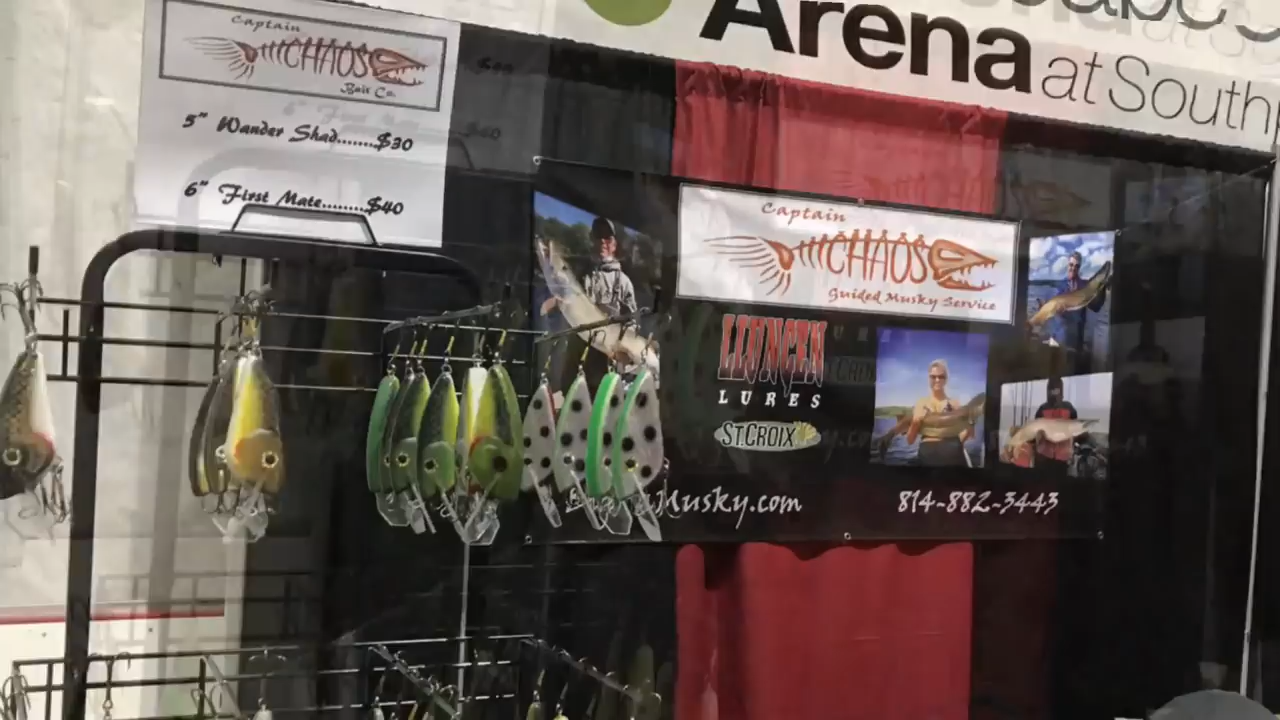 Arena at South
Captain
CHAOS
Bait Co.
5" Wander Shad.......$30
6" First Mate.........$40
Captain
CHAOS
Guided Musky Service
LLUNGEN
LURES
ST.CROIX
Musky.com
814-882-3443